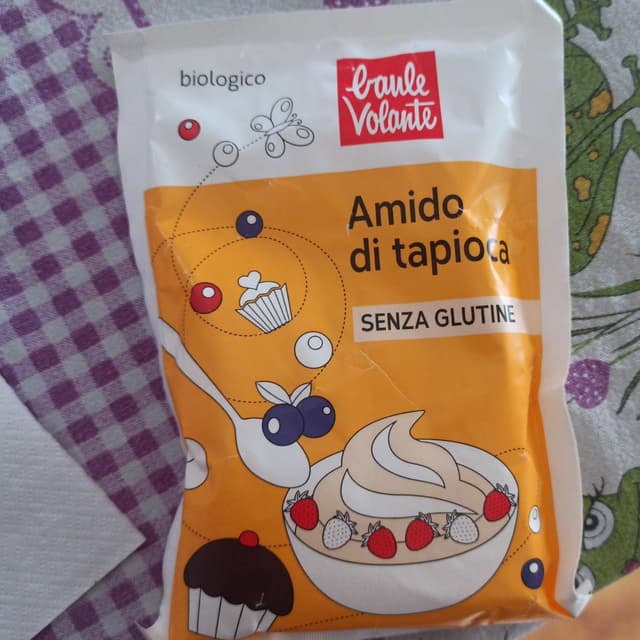 biologico
baule
volante
Amido
di tapioca
SENZA GLUTINE